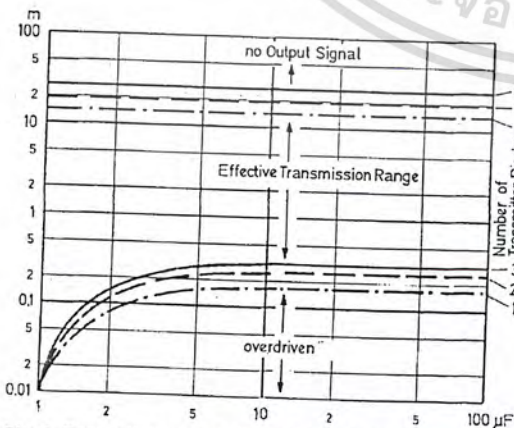 m
100
5
no Output Signal
2
10
5
Effective Transmission Range
2
1
5
2
0,1
5
overdriven
2
0,01
1 2 5 10 2 5 100 µF
Number of
Transmitter